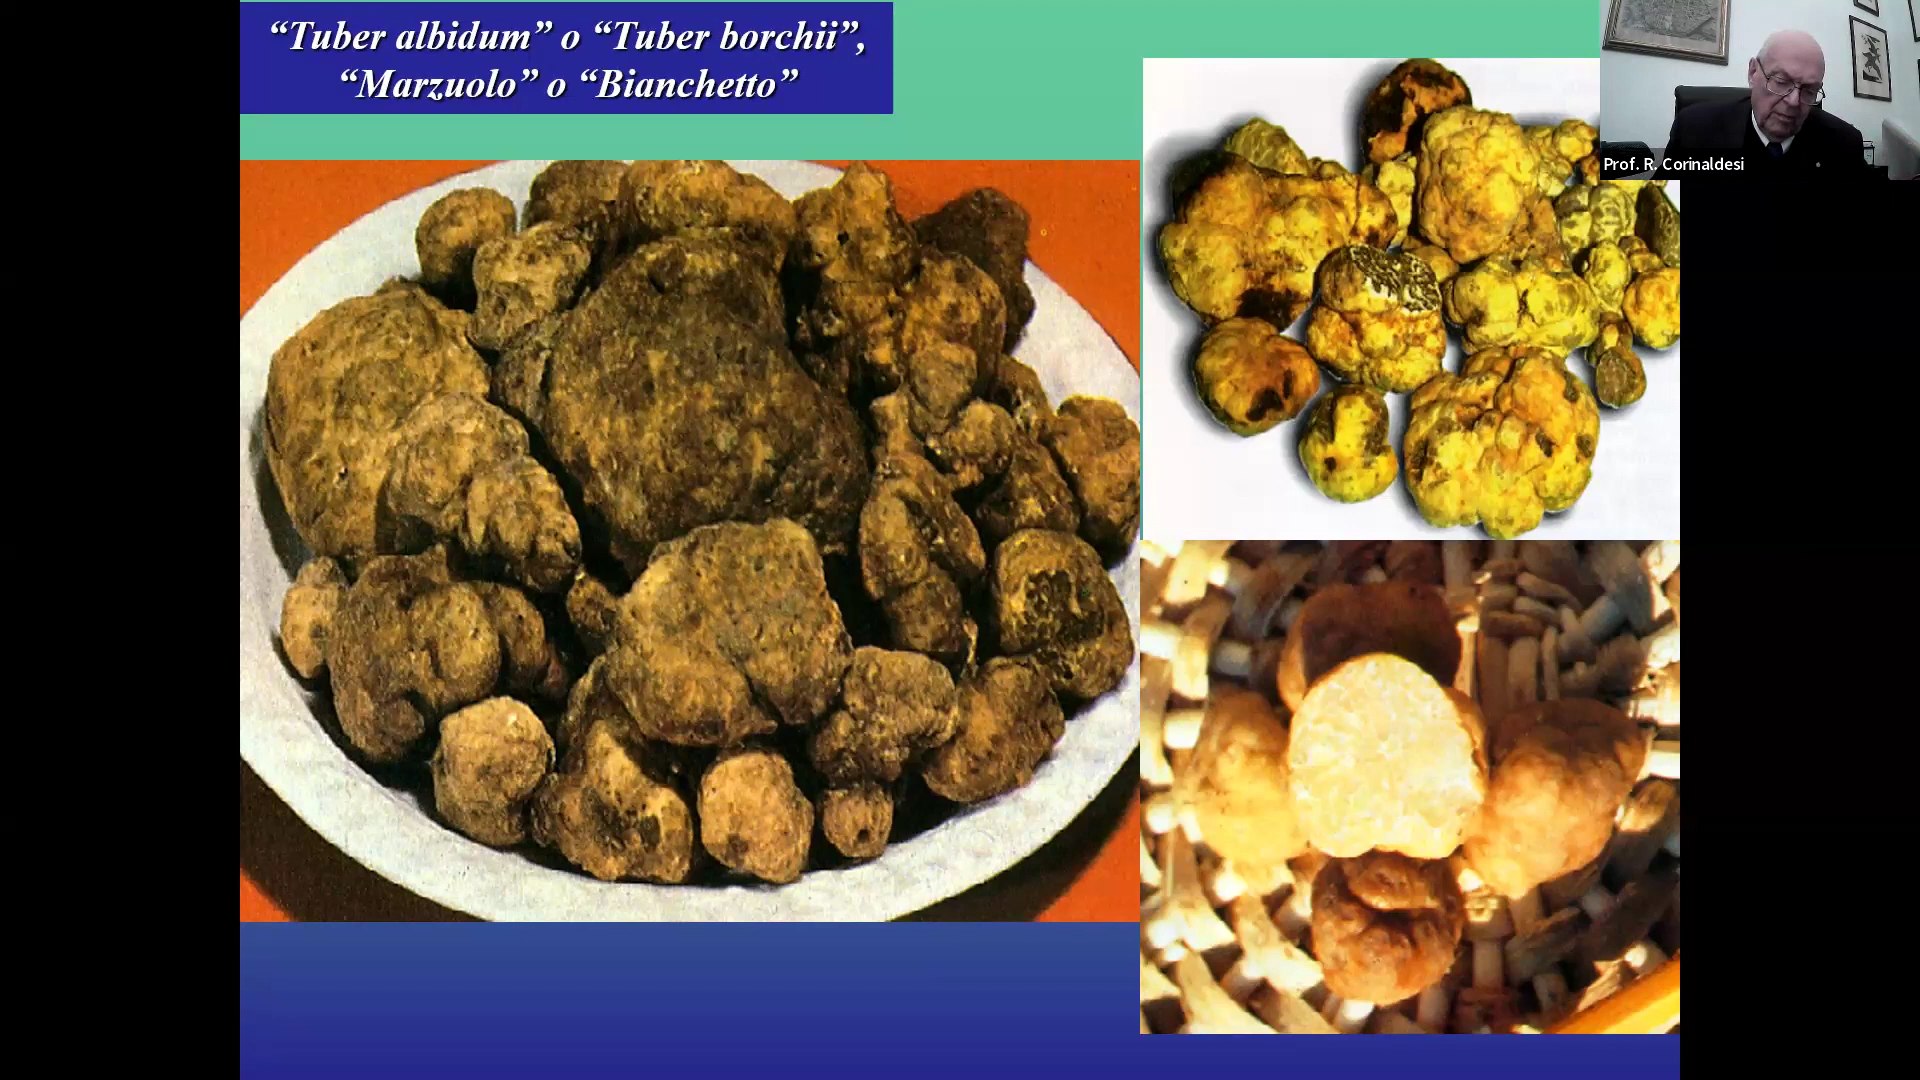 “Tuber albidum” o “Tuber borchii”,
“Marzuolo” o “Bianchetto”
Prof. R. Corinaldesi